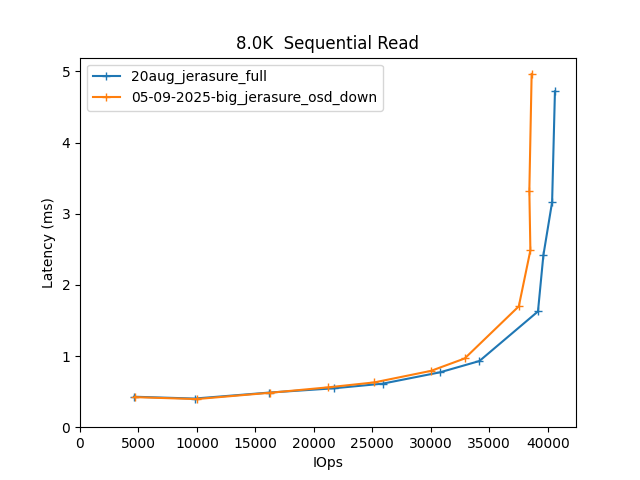 8.0K  Sequential Read
20aug_jerasure_full
05-09-2025-big_jerasure_osd_down
Latency (ms)
5
4
3
2
1
0
0 5000 10000 15000 20000 25000 30000 35000 40000
IOps